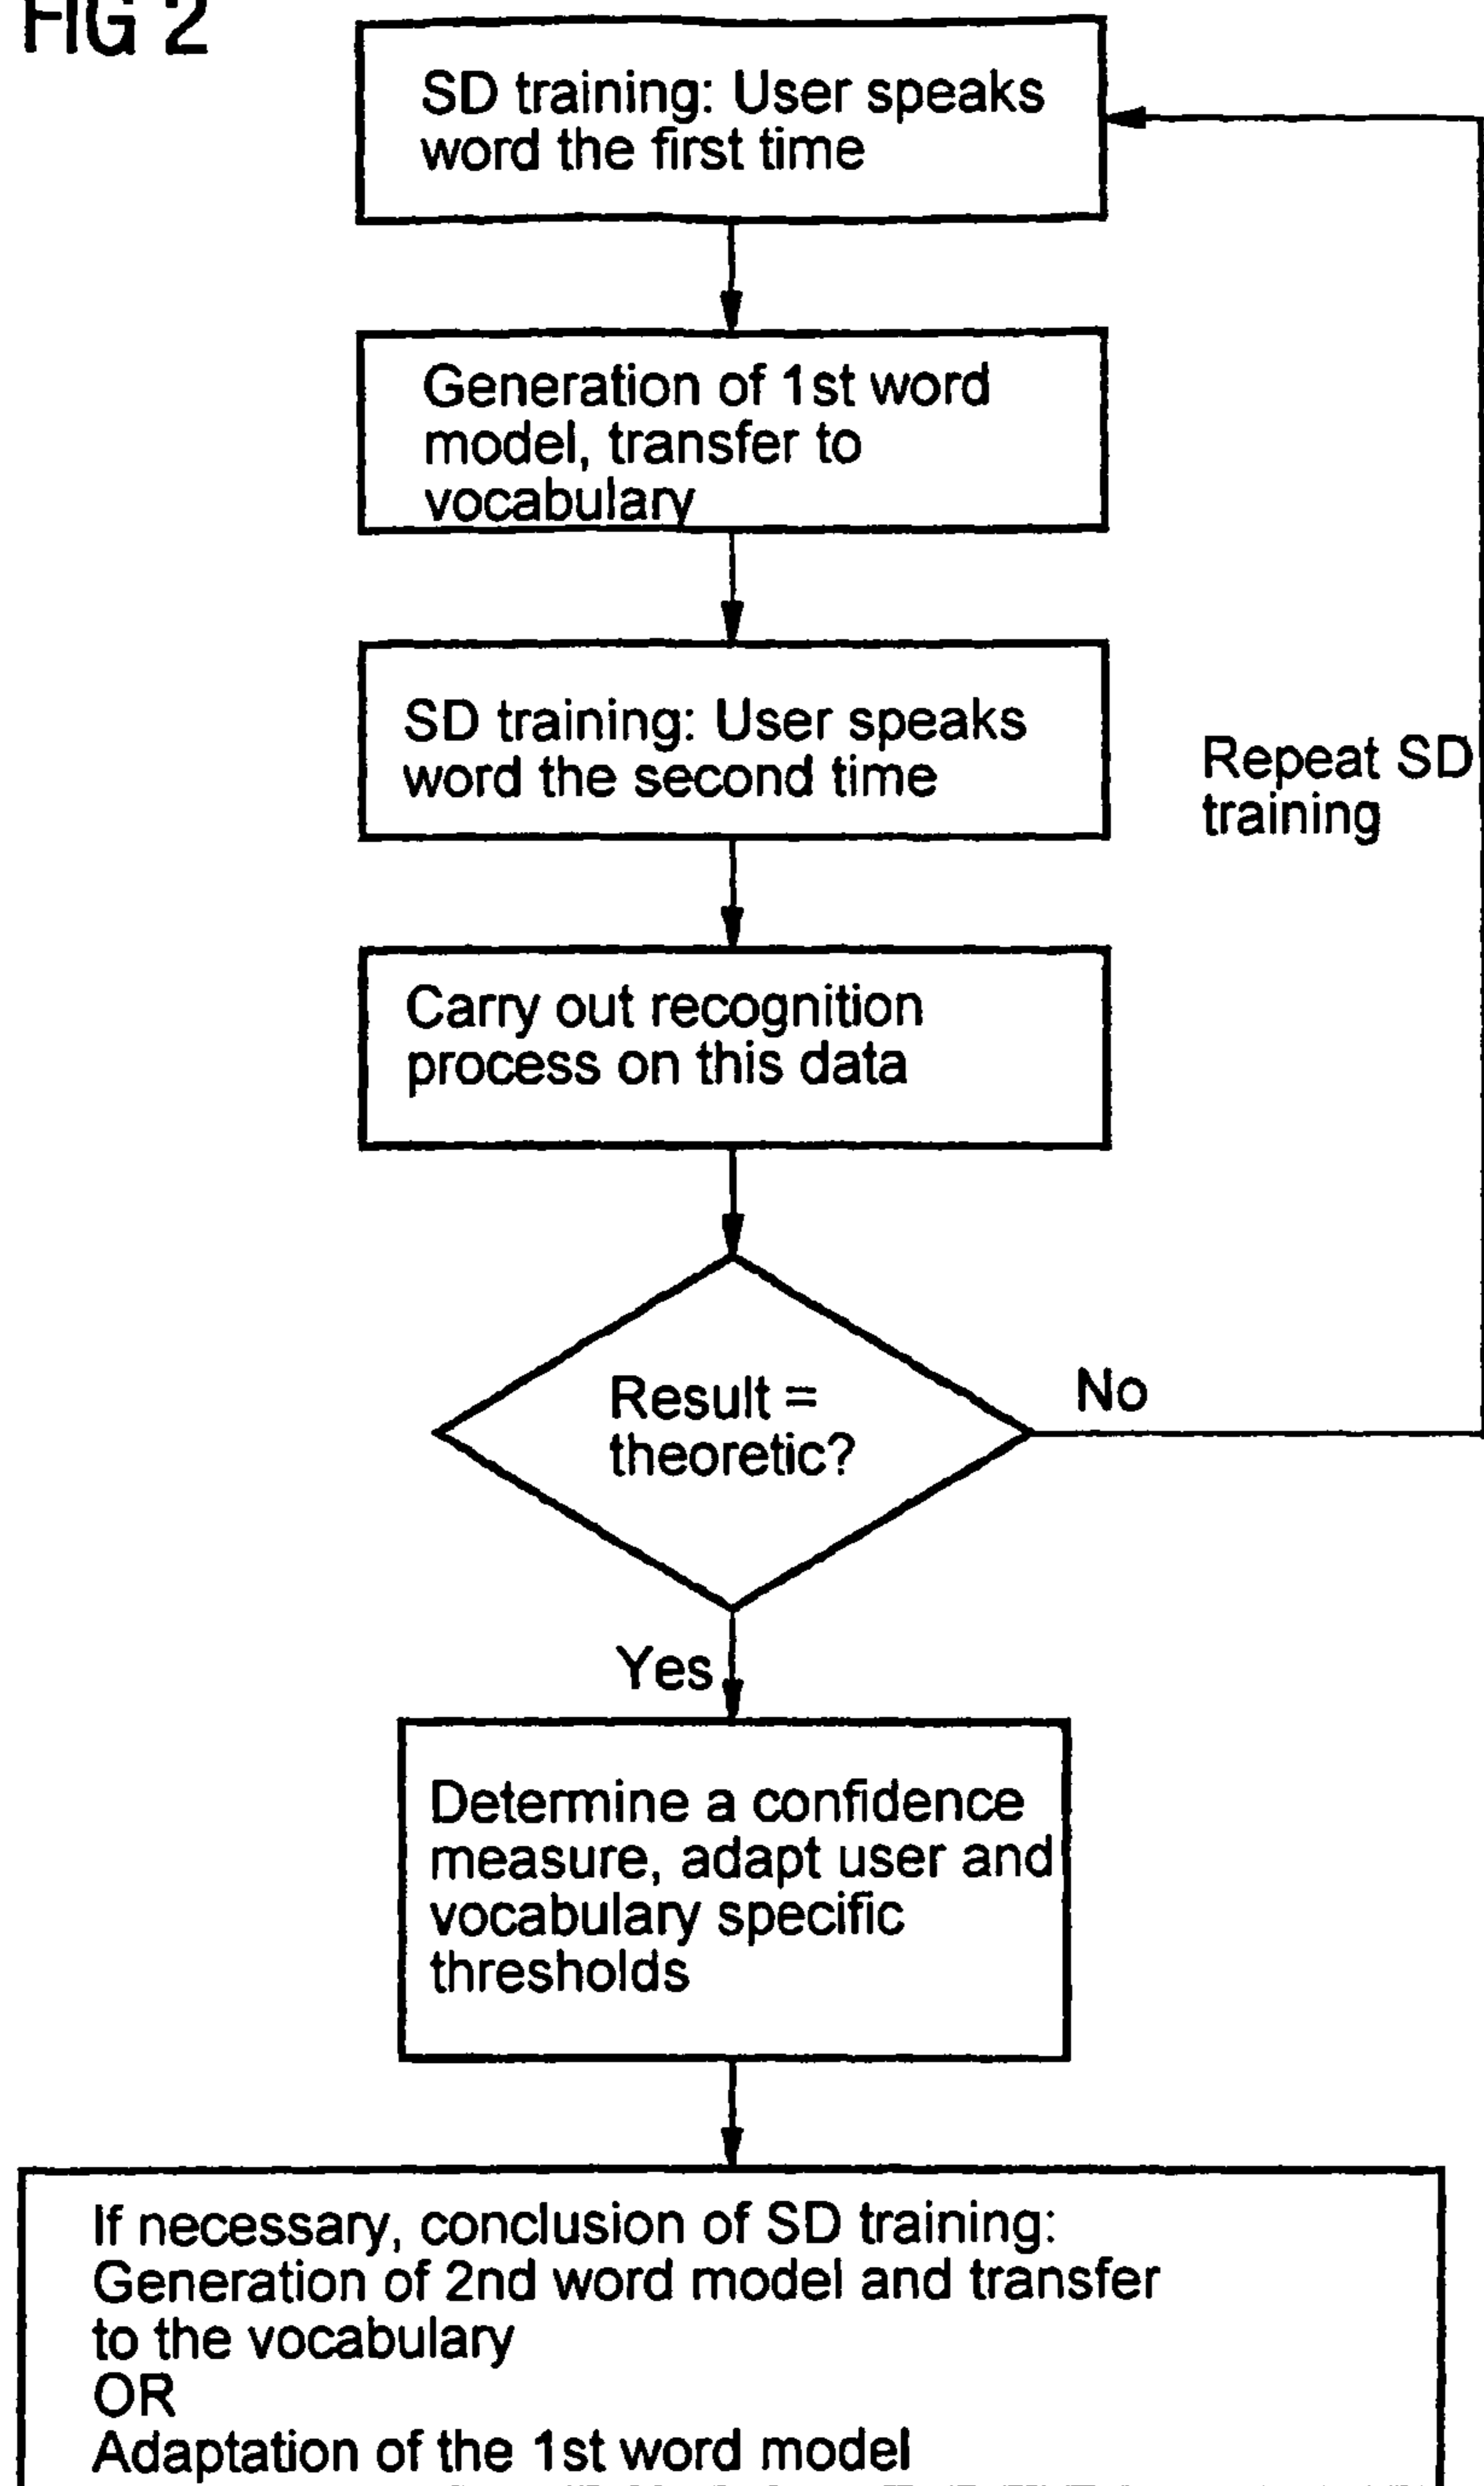 FIG 2
SD training: User speaks
word the first time
Generation of 1st word
model, transfer to
vocabulary
SD training: User speaks
word the second time
Repeat SD
training
Carry out recognition
process on this data
Result =
theoretic?
No
Yes
Determine a confidence
measure, adapt user and
vocabulary specific
thresholds
If necessary, conclusion of SD training:
Generation of 2nd word model and transfer
to the vocabulary
OR
Adaptation of the 1st word model